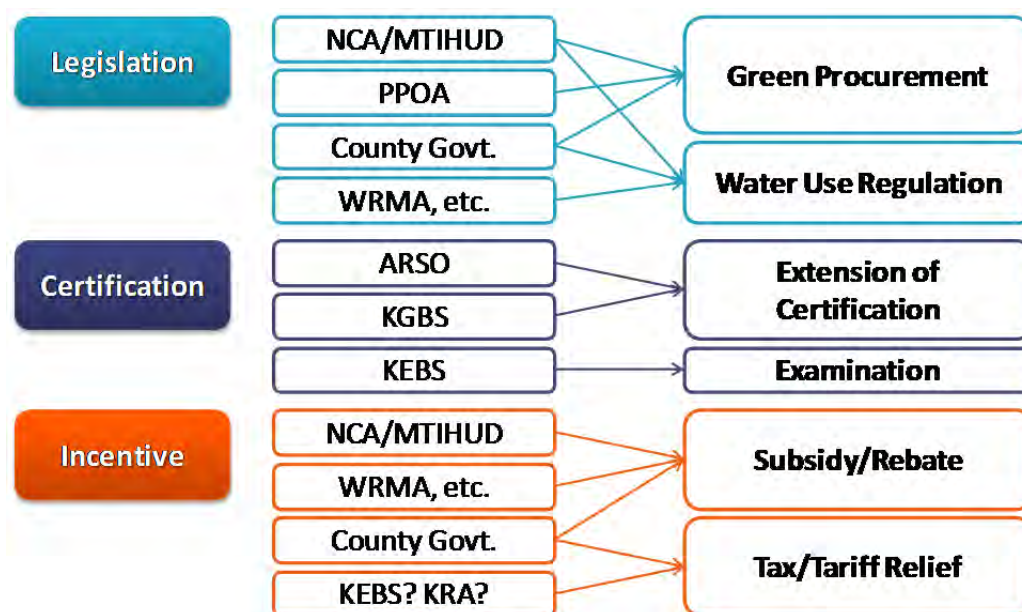 Legislation
NCA/MTIHUD
PPOA
County Govt.
WRMA, etc.
Green Procurement
Water Use Regulation
Certification
ARSO
KGBS
KEBS
Extension of
Certification
Examination
Incentive
NCA/MTIHUD
WRMA, etc.
County Govt.
KEBS? KRA?
Subsidy/Rebate
Tax/Tariff Relief